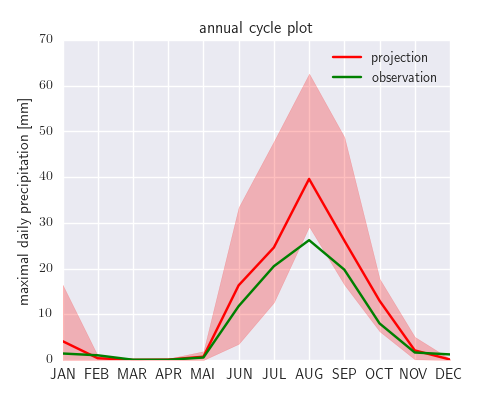 annual cycle plot
70
60
50
40
30
20
10
0
maximal daily precipitation [mm]
projection
observation
JAN FEB MAR APR MAI JUN JUL AUG SEP OCT NOV DEC